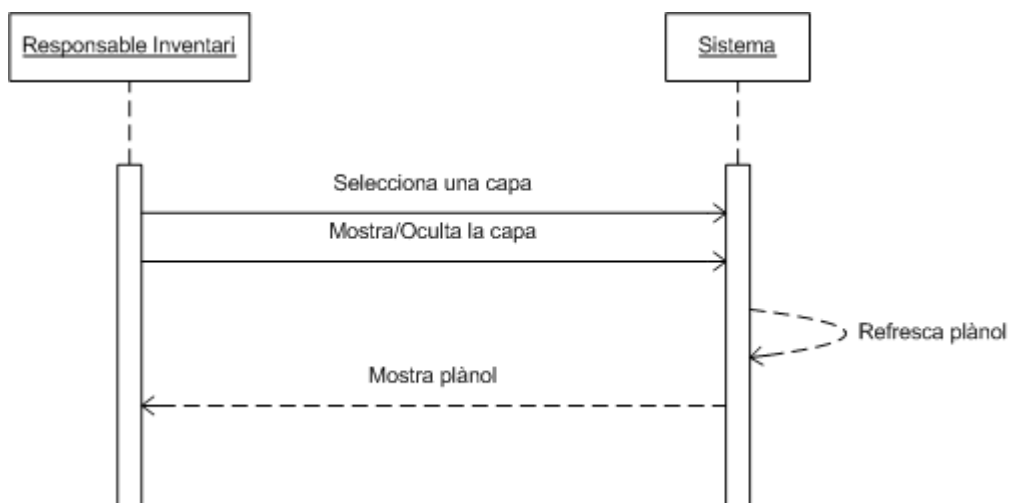 Responsable Inventari
Sistema
Selecciona una capa
Mostra/Oculta la capa
Refresca plànol
Mostra plànol